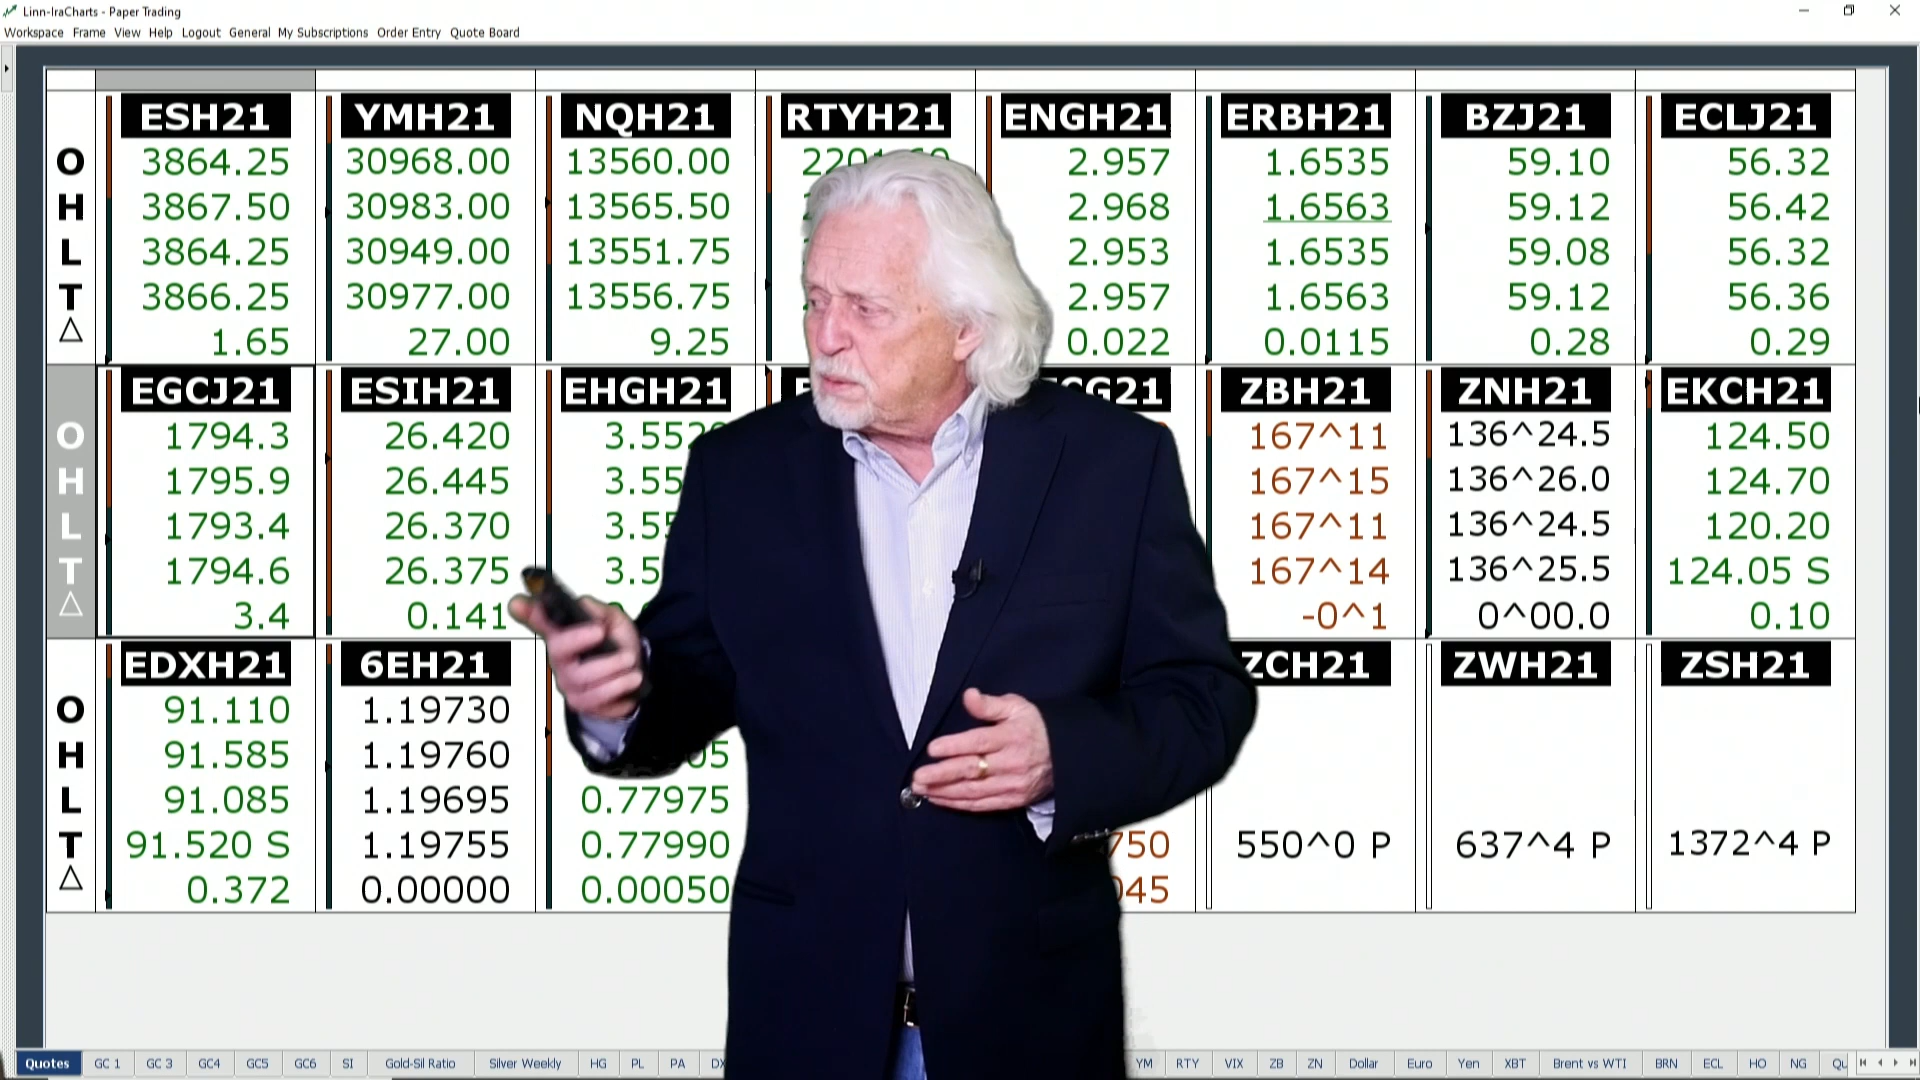 Linn-IraCharts - Paper Trading
Workspace Frame View Help Logout General My Subscriptions Order Entry Quote Board
ESH21 YMH21 NQH21 RTYH21 ENGH21 ERBH21 BZJ21 ECLJ21
O 3864.25 30968.00 13560.00 2.957 1.6535 59.10 56.32
H 3867.50 30983.00 13565.50 2.968 1.6563 59.12 56.42
L 3864.25 30949.00 13551.75 2.953 1.6535 59.08 56.32
T 3866.25 30977.00 13556.75 2.957 1.6563 59.12 56.36
△ 1.65 27.00 9.25 0.022 0.0115 0.28 0.29
EGCJ21 ESIH21 EHGH21 ZBH21 ZNH21 EKCH21
O 1794.3 26.420 167^11 136^24.5 124.50
H 1795.9 26.445 167^15 136^26.0 124.70
L 1793.4 26.370 167^11 136^24.5 120.20
T 1794.6 26.375 167^14 136^25.5 124.05 S
△ 3.4 0.141 -0^1 0^00.0 0.10
EDXH21 6EH21 ZCH21 ZWH21 ZSH21
O 91.110 1.19730
H 91.585 1.19760
L 91.085 1.19695 0.77975
T 91.520 S 1.19755 0.77990 550^0 P 637^4 P 1372^4 P
△ 0.372 0.00000 0.00050
Quotes GC 1 GC 3 GC4 GC5 GC6 SI Gold-Sil Ratio Silver Weekly HG PL PA YM RTY VIX ZB ZN Dollar Euro Yen XBT Brent vs WTI BRN ECL HO NG